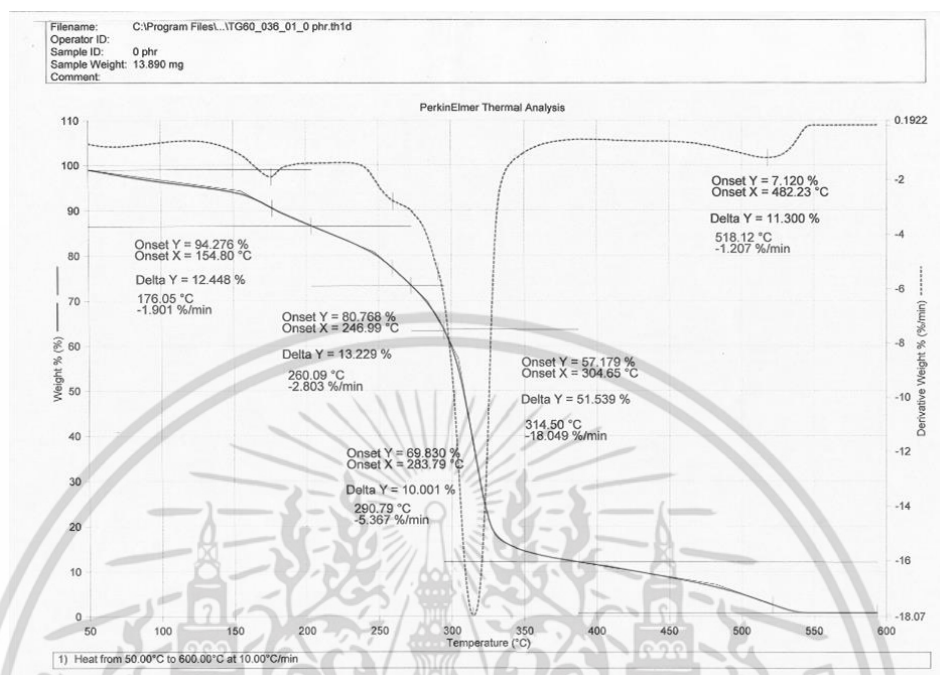 Filename: C:\Program Files\...\TG60_036_01_0 phr.th1d
Operator ID:
Sample ID: 0 phr
Sample Weight: 13.890 mg
Comment:
PerkinElmer Thermal Analysis
110
100
90
80
70
60
50
40
30
20
10
0
Weight % (%)
0.1922
-2
-4
-6
-8
-10
-12
-14
-16
-18.07
Derivative Weight % (%/min)
Onset Y = 94.276 %
Onset X = 154.80 °C
Delta Y = 12.448 %
176.05 °C
-1.901 %/min
Onset Y = 80.768 %
Onset X = 246.99 °C
Delta Y = 13.229 %
260.09 °C
-2.803 %/min
Onset Y = 69.830 %
Onset X = 283.79 °C
Delta Y = 10.001 %
290.79 °C
-5.367 %/min
Onset Y = 57.179 %
Onset X = 304.65 °C
Delta Y = 51.539 %
314.50 °C
-18.049 %/min
Onset Y = 7.120 %
Onset X = 482.23 °C
Delta Y = 11.300 %
518.12 °C
-1.207 %/min
50 100 150 200 250 300 350 400 450 500 550 600
Temperature (°C)
1) Heat from 50.00°C to 600.00°C at 10.00°C/min